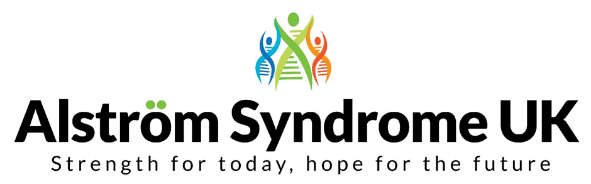 Alström Syndrome UK
Strength for today, hope for the future